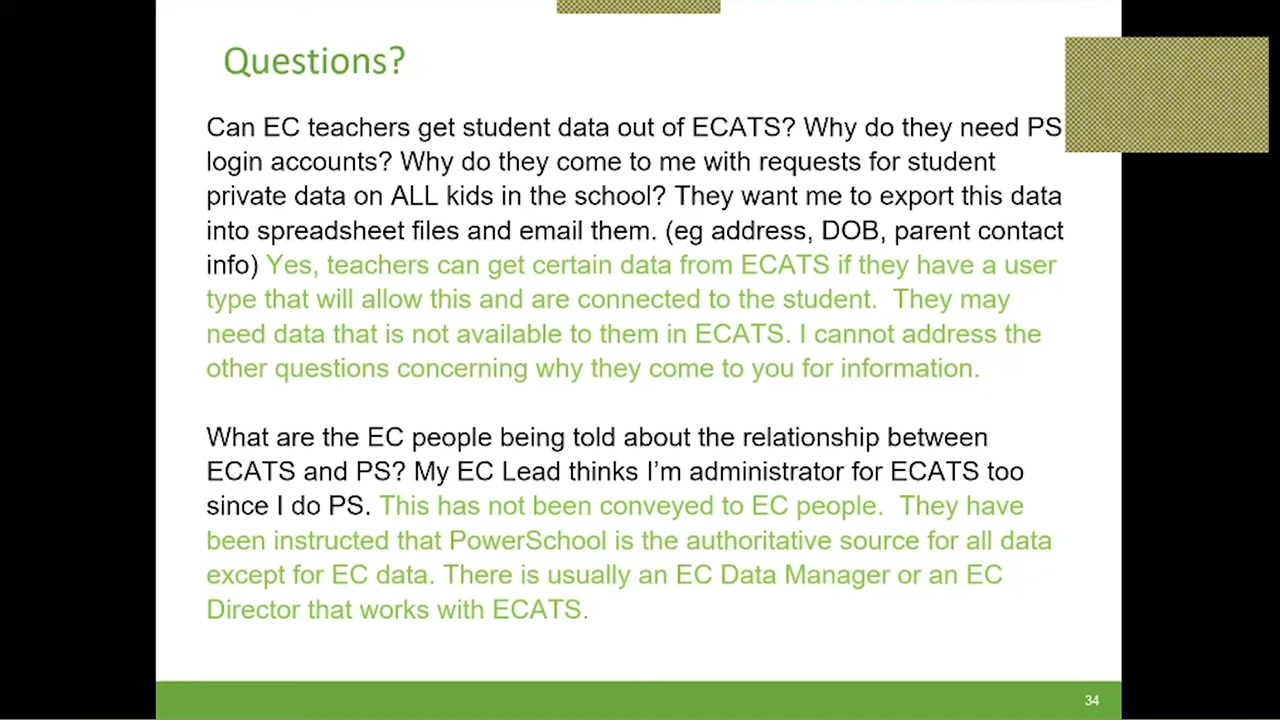 Questions?
Can EC teachers get student data out of ECATS? Why do they need PS
login accounts? Why do they come to me with requests for student
private data on ALL kids in the school? They want me to export this data
into spreadsheet files and email them. (eg address, DOB, parent contact
info) Yes, teachers can get certain data from ECATS if they have a user
type that will allow this and are connected to the student.  They may
need data that is not available to them in ECATS. I cannot address the
other questions concerning why they come to you for information.
What are the EC people being told about the relationship between
ECATS and PS? My EC Lead thinks I’m administrator for ECATS too
since I do PS. This has not been conveyed to EC people.  They have
been instructed that PowerSchool is the authoritative source for all data
except for EC data. There is usually an EC Data Manager or an EC
Director that works with ECATS.
34